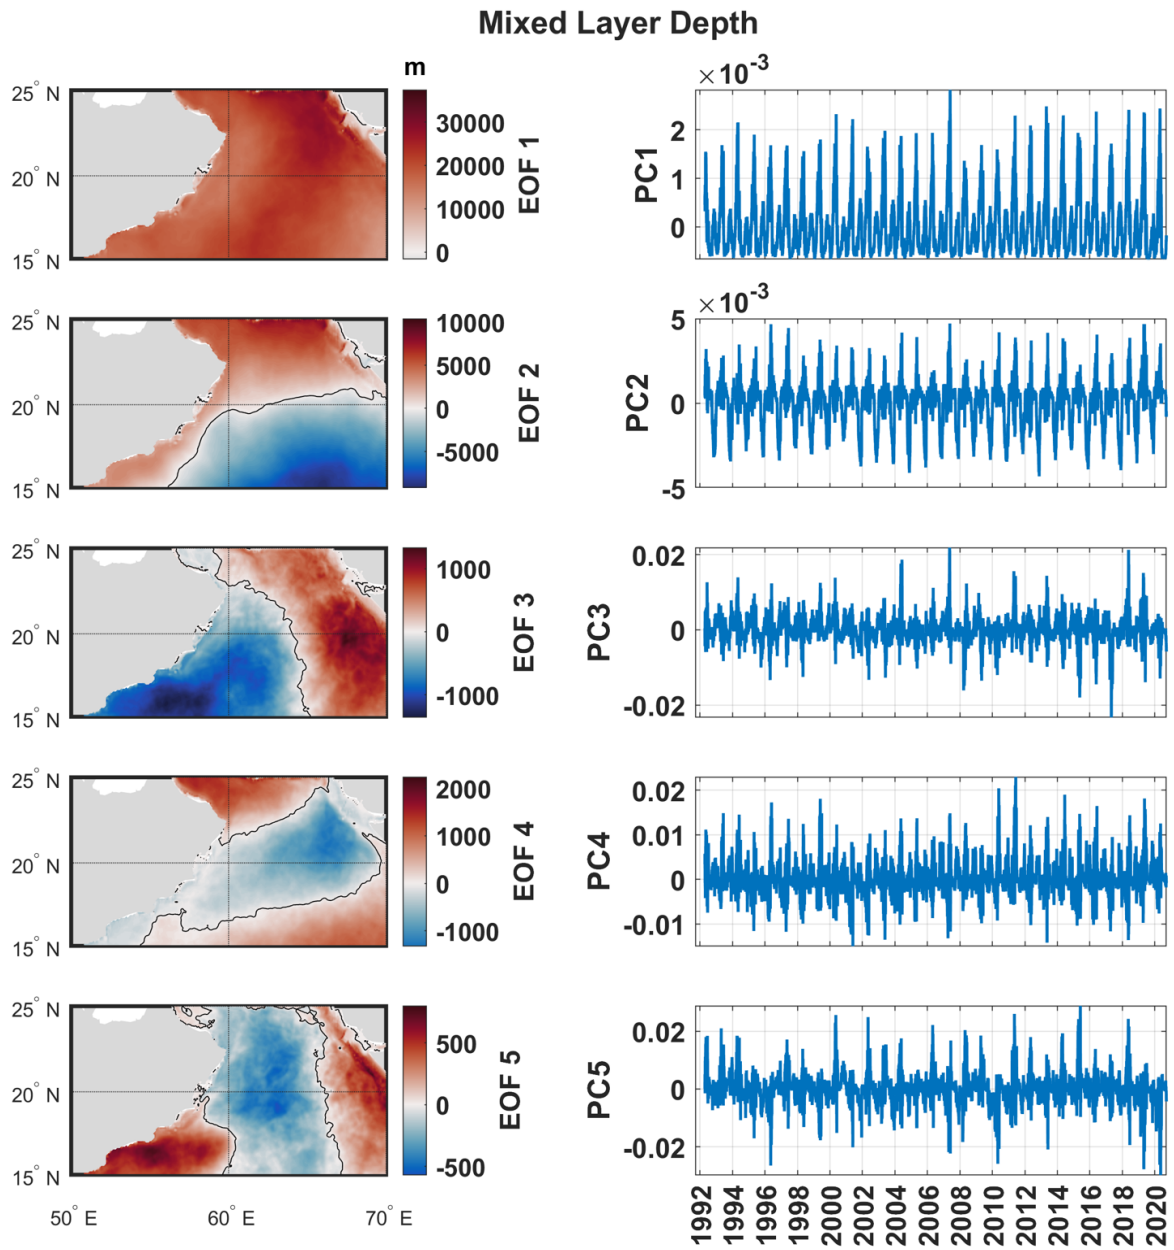 Mixed Layer Depth
m
×10⁻³
25° N
20° N
15° N
30000
20000
10000
0
EOF 1
PC1
2
1
0
×10⁻³
25° N
20° N
15° N
10000
5000
0
-5000
EOF 2
PC2
5
0
-5
25° N
20° N
15° N
1000
0
-1000
EOF 3
PC3
0.02
0
-0.02
25° N
20° N
15° N
2000
1000
0
-1000
EOF 4
PC4
0.02
0.01
0
-0.01
25° N
20° N
15° N
500
0
-500
EOF 5
PC5
0.02
0
-0.02
50° E
60° E
70° E
1992
1994
1996
1998
2000
2002
2004
2006
2008
2010
2012
2014
2016
2018
2020